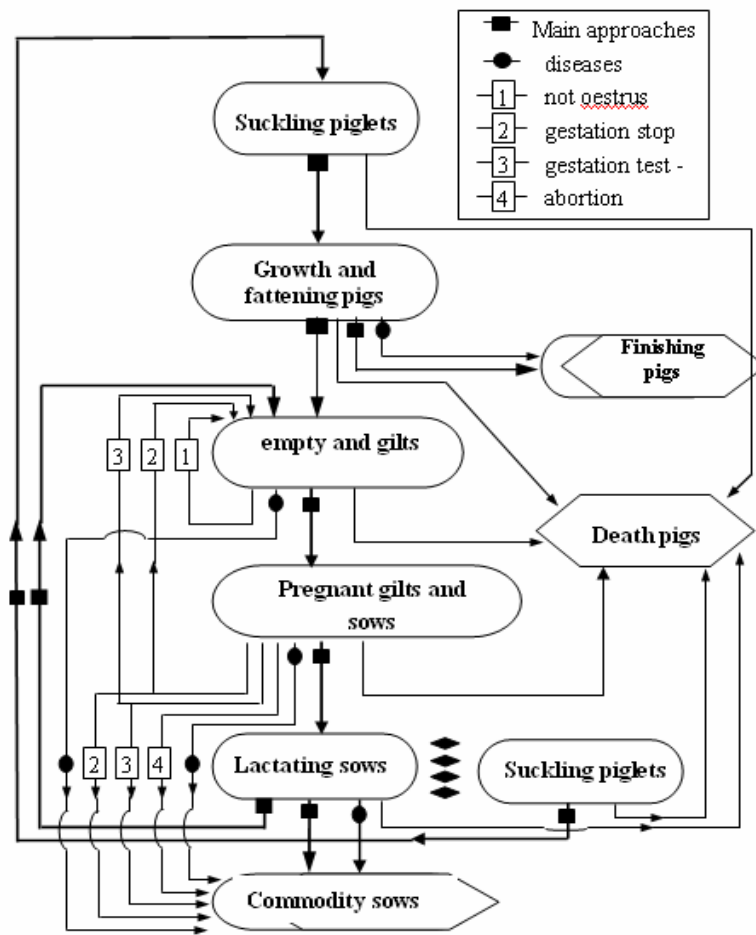 Main approaches
diseases
1 not oestrus
2 gestation stop
3 gestation test -
4 abortion
Suckling piglets
Growth and
fattening pigs
Finishing
pigs
3 2 1
empty and gilts
Death pigs
Pregnant gilts and
sows
2 3 4
Lactating sows
Suckling piglets
Commodity sows